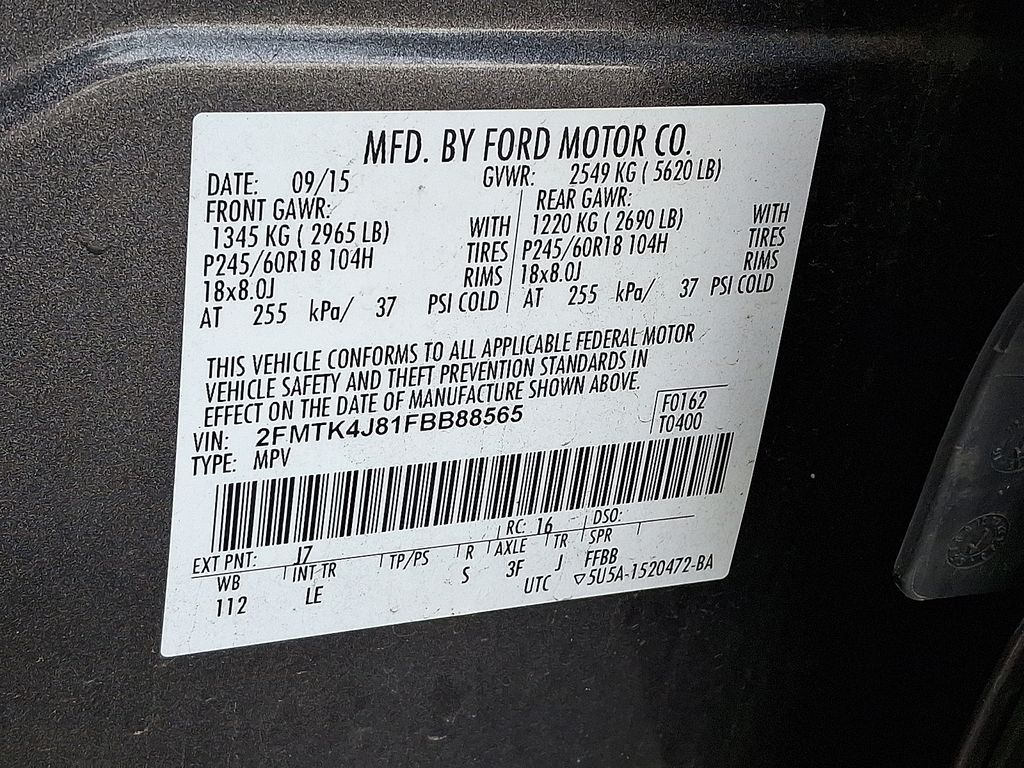 MFD. BY FORD MOTOR CO.
DATE: 09/15 GVWR: 2549 KG ( 5620 LB)
FRONT GAWR: REAR GAWR:
1345 KG ( 2965 LB) WITH 1220 KG ( 2690 LB) WITH
P245/60R18 104H TIRES P245/60R18 104H TIRES
18x8.0J RIMS 18x8.0J RIMS
AT 255 kPa/ 37 PSI COLD AT 255 kPa/ 37 PSI COLD
THIS VEHICLE CONFORMS TO ALL APPLICABLE FEDERAL MOTOR
VEHICLE SAFETY AND THEFT PREVENTION STANDARDS IN
EFFECT ON THE DATE OF MANUFACTURE SHOWN ABOVE.
VIN: 2FMTK4J81FBB88565 F0162
TYPE: MPV T0400
EXT PNT: J7 RC: 16 DSO:
WB INT TR TP/PS R AXLE TR SPR
112 LE S 3F J FFBB
UTC ▽5U5A-1520472-BA